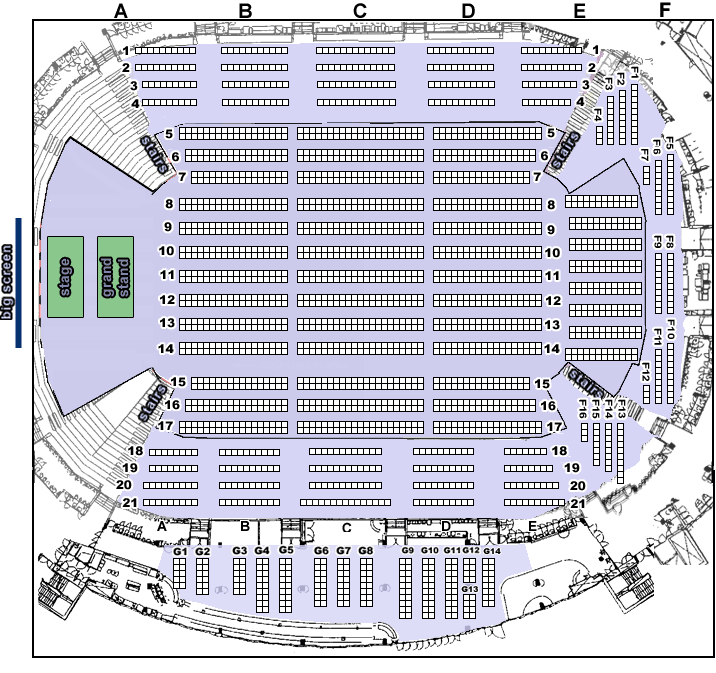 A B C D E F
1 1
2 2
3 3
4 4
F3 F2 F1
F4
5 5
stairs stairs
6 6
7 7
F7 F6 F5
8 8
9 9
F9 F8
10 10
big screen
stage
grand stand
11 11
12 12
13 13
14 14
F11 F10
F12
15 15
stairs stairs
16 16
17 17
F16 F15 F14 F13
18 18
19 19
20 20
21 21
A B C D E
G1 G2 G3 G4 G5 G6 G7 G8 G9 G10 G11 G12 G14
G13